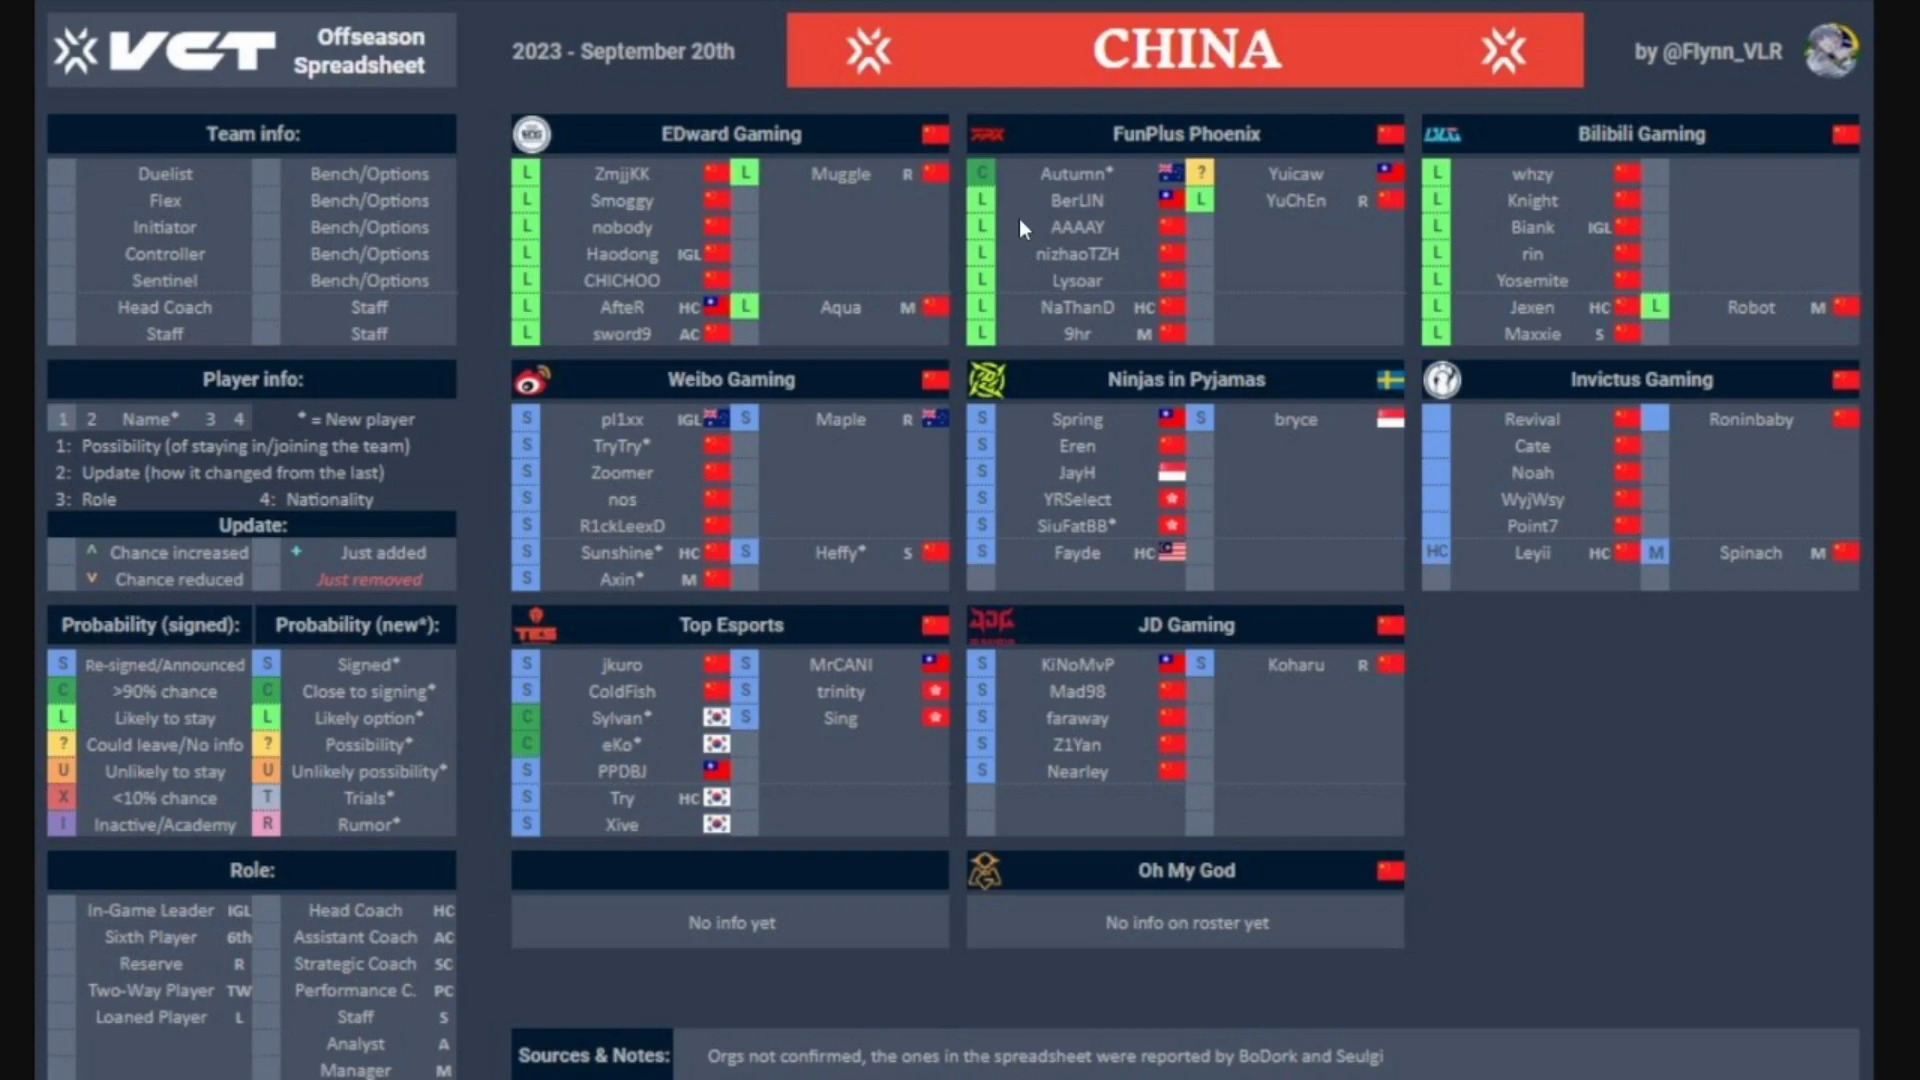 VCT
Offseason
Spreadsheet
2023 - September 20th
CHINA
by @Flynn_VLR
Team info:
Duelist Bench/Options
Flex Bench/Options
Initiator Bench/Options
Controller Bench/Options
Sentinel Bench/Options
Head Coach Staff
Staff Staff
Player info:
1 2 Name* 3 4 * = New player
1: Possibility (of staying in/joining the team)
2: Update (how it changed from the last)
3: Role 4: Nationality
Update:
^ Chance increased + Just added
v Chance reduced Just removed
Probability (signed): Probability (new*):
S Re-signed/Announced S Signed*
C >90% chance C Close to signing*
L Likely to stay L Likely option*
? Could leave/No info ? Possibility*
U Unlikely to stay U Unlikely possibility*
X <10% chance T Trials*
I Inactive/Academy R Rumor*
Role:
In-Game Leader IGL Head Coach HC
Sixth Player 6th Assistant Coach AC
Reserve R Strategic Coach SC
Two-Way Player TW Performance C. PC
Loaned Player L Staff S
Analyst A
Manager M
EDward Gaming
L ZmjjKK L Muggle R
L Smoggy
L nobody
L Haodong IGL
L CHICHOO
L AfteR HC L Aqua M
L sword9 AC
FunPlus Phoenix
C Autumn* ? Yuicaw
L BerLIN L YuChEn R
L AAAAY
L nizhaoTZH
L Lysoar
L NaThanD HC
L 9hr M
Bilibili Gaming
L whzy
L Knight
L Biank IGL
L rin
L Yosemite
L Jexen HC L Robot M
L Maxxie S
Weibo Gaming
S pl1xx IGL S Maple R
S TryTry*
S Zoomer
S nos
S R1ckLeexD
S Sunshine* HC S Heffy* S
S Axin* M
Ninjas in Pyjamas
S Spring S bryce
S Eren
S JayH
S YRSelect
S SiuFatBB*
S Fayde HC
Invictus Gaming
Revival Roninbaby
Cate
Noah
WyjWsy
Point7
HC Leyii HC M Spinach M
TES
Top Esports
S jkuro S MrCANI
S ColdFish S trinity
C Sylvan* S Sing
C eKo*
S PPDBJ
S Try HC
S Xive
JD Gaming
S KiNoMvP S Koharu R
S Mad98
S faraway
S Z1Yan
S Nearley
No info yet
Oh My God
No info on roster yet
Sources & Notes: Orgs not confirmed, the ones in the spreadsheet were reported by BoDork and Seulgi